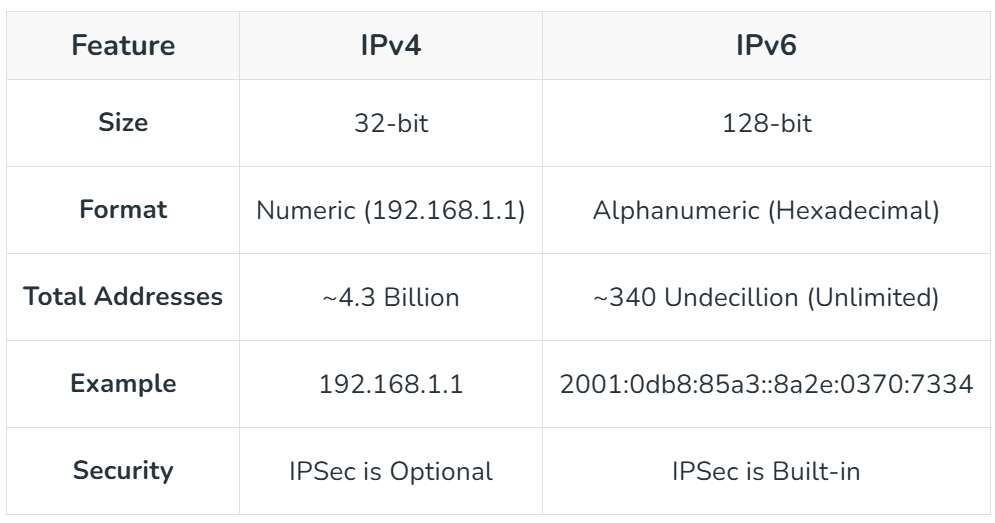 Feature IPv4 IPv6
Size 32-bit 128-bit
Format Numeric (192.168.1.1) Alphanumeric (Hexadecimal)
Total Addresses ~4.3 Billion ~340 Undecillion (Unlimited)
Example 192.168.1.1 2001:0db8:85a3::8a2e:0370:7334
Security IPSec is Optional IPSec is Built-in